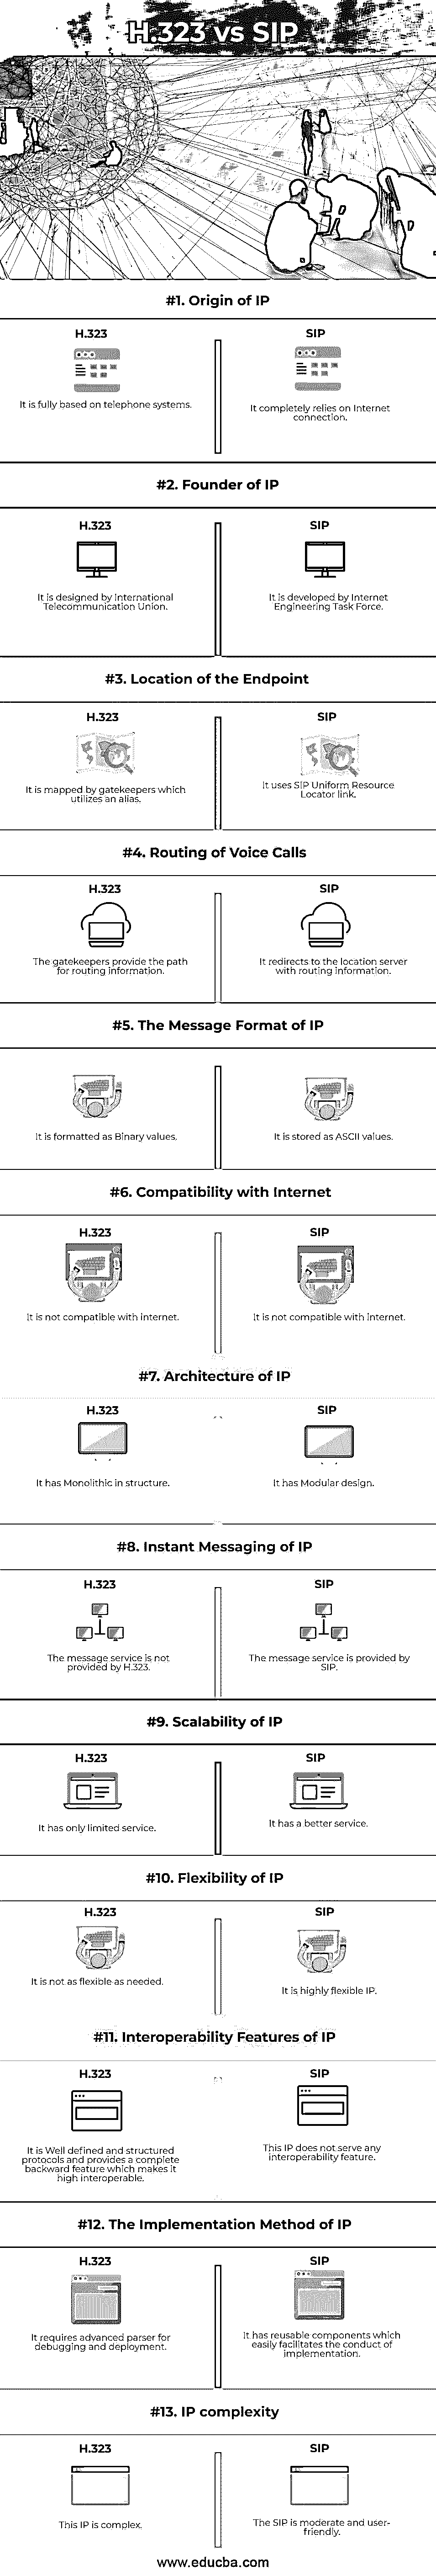 H.323 vs SIP
#1. Origin of IP
H.323
It is fully based on telephone systems.
SIP
It completely relies on Internet
connection.
#2. Founder of IP
H.323
It is designed by International
Telecommunication Union.
SIP
It is developed by Internet
Engineering Task Force.
#3. Location of the Endpoint
H.323
It is mapped by gatekeepers which
utilizes an alias.
SIP
It uses SIP Uniform Resource
Locator link.
#4. Routing of Voice Calls
H.323
The gatekeepers provide the path
for routing information.
SIP
It redirects to the location server
with routing information.
#5. The Message Format of IP
It is formatted as Binary values.
It is stored as ASCII values.
#6. Compatibility with Internet
H.323
It is not compatible with internet.
SIP
It is not compatible with internet.
#7. Architecture of IP
H.323
It has Monolithic in structure.
SIP
It has Modular design.
#8. Instant Messaging of IP
H.323
The message service is not
provided by H.323.
SIP
The message service is provided by
SIP.
#9. Scalability of IP
H.323
It has only limited service.
SIP
It has a better service.
#10. Flexibility of IP
H.323
It is not as flexible as needed.
SIP
It is highly flexible IP.
#11. Interoperability Features of IP
H.323
It is Well defined and structured
protocols and provides a complete
backward feature which makes it
high interoperable.
SIP
This IP does not serve any
interoperability feature.
#12. The Implementation Method of IP
H.323
It requires advanced parser for
debugging and deployment.
SIP
It has reusable components which
easily facilitates the conduct of
implementation.
#13. IP complexity
H.323
This IP is complex.
SIP
The SIP is moderate and user-
friendly.
www.educba.com